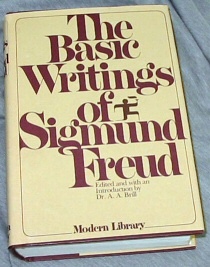 The
Basic
Writings
of
Sigmund
Freud
Edited and with an
Introduction by
Dr. A. A. Brill
Modern Library